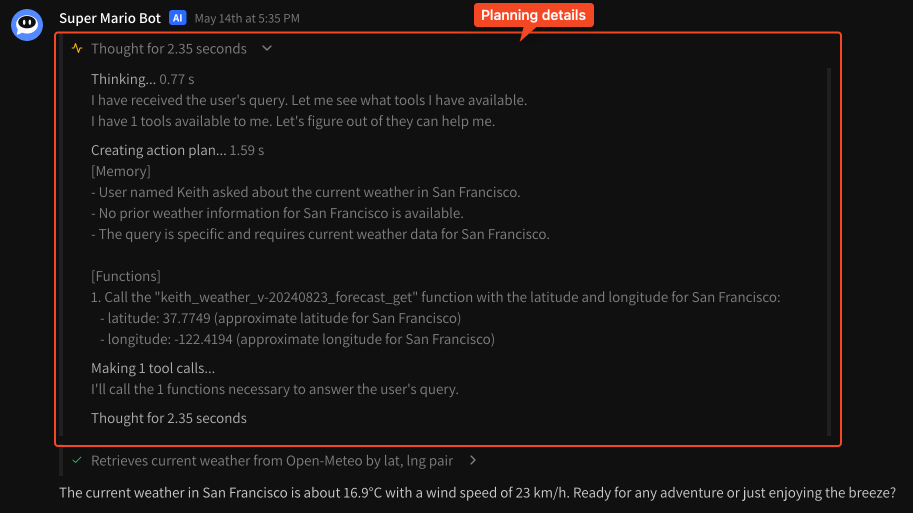 Planning details
Super Mario Bot AI May 14th at 5:35 PM
Thought for 2.35 seconds
Thinking... 0.77 s
I have received the user's query. Let me see what tools I have available.
I have 1 tools available to me. Let's figure out of they can help me.
Creating action plan... 1.59 s
[Memory]
- User named Keith asked about the current weather in San Francisco.
- No prior weather information for San Francisco is available.
- The query is specific and requires current weather data for San Francisco.
[Functions]
1. Call the "keith_weather_v-20240823_forecast_get" function with the latitude and longitude for San Francisco:
- latitude: 37.7749 (approximate latitude for San Francisco)
- longitude: -122.4194 (approximate longitude for San Francisco)
Making 1 tool calls...
I'll call the 1 functions necessary to answer the user's query.
Thought for 2.35 seconds
Retrieves current weather from Open-Meteo by lat, lng pair
The current weather in San Francisco is about 16.9°C with a wind speed of 23 km/h. Ready for any adventure or just enjoying the breeze?